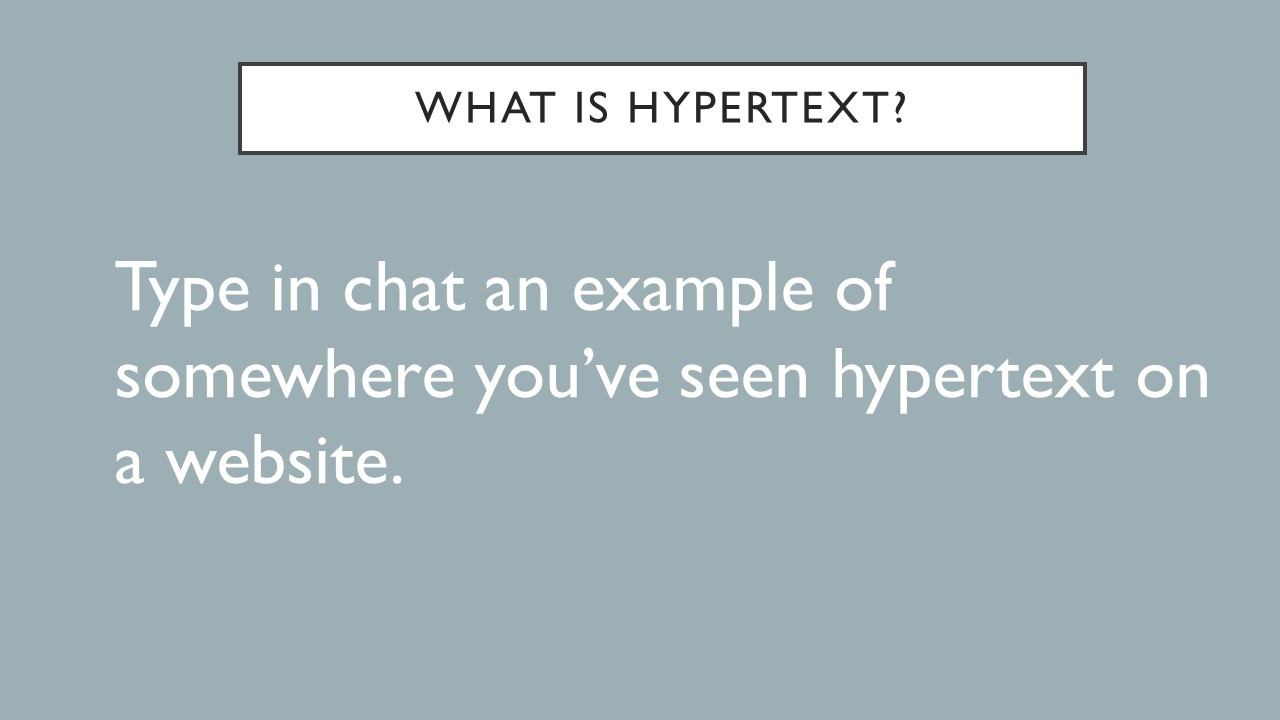 WHAT IS HYPERTEXT?
Type in chat an example of
somewhere you’ve seen hypertext on
a website.